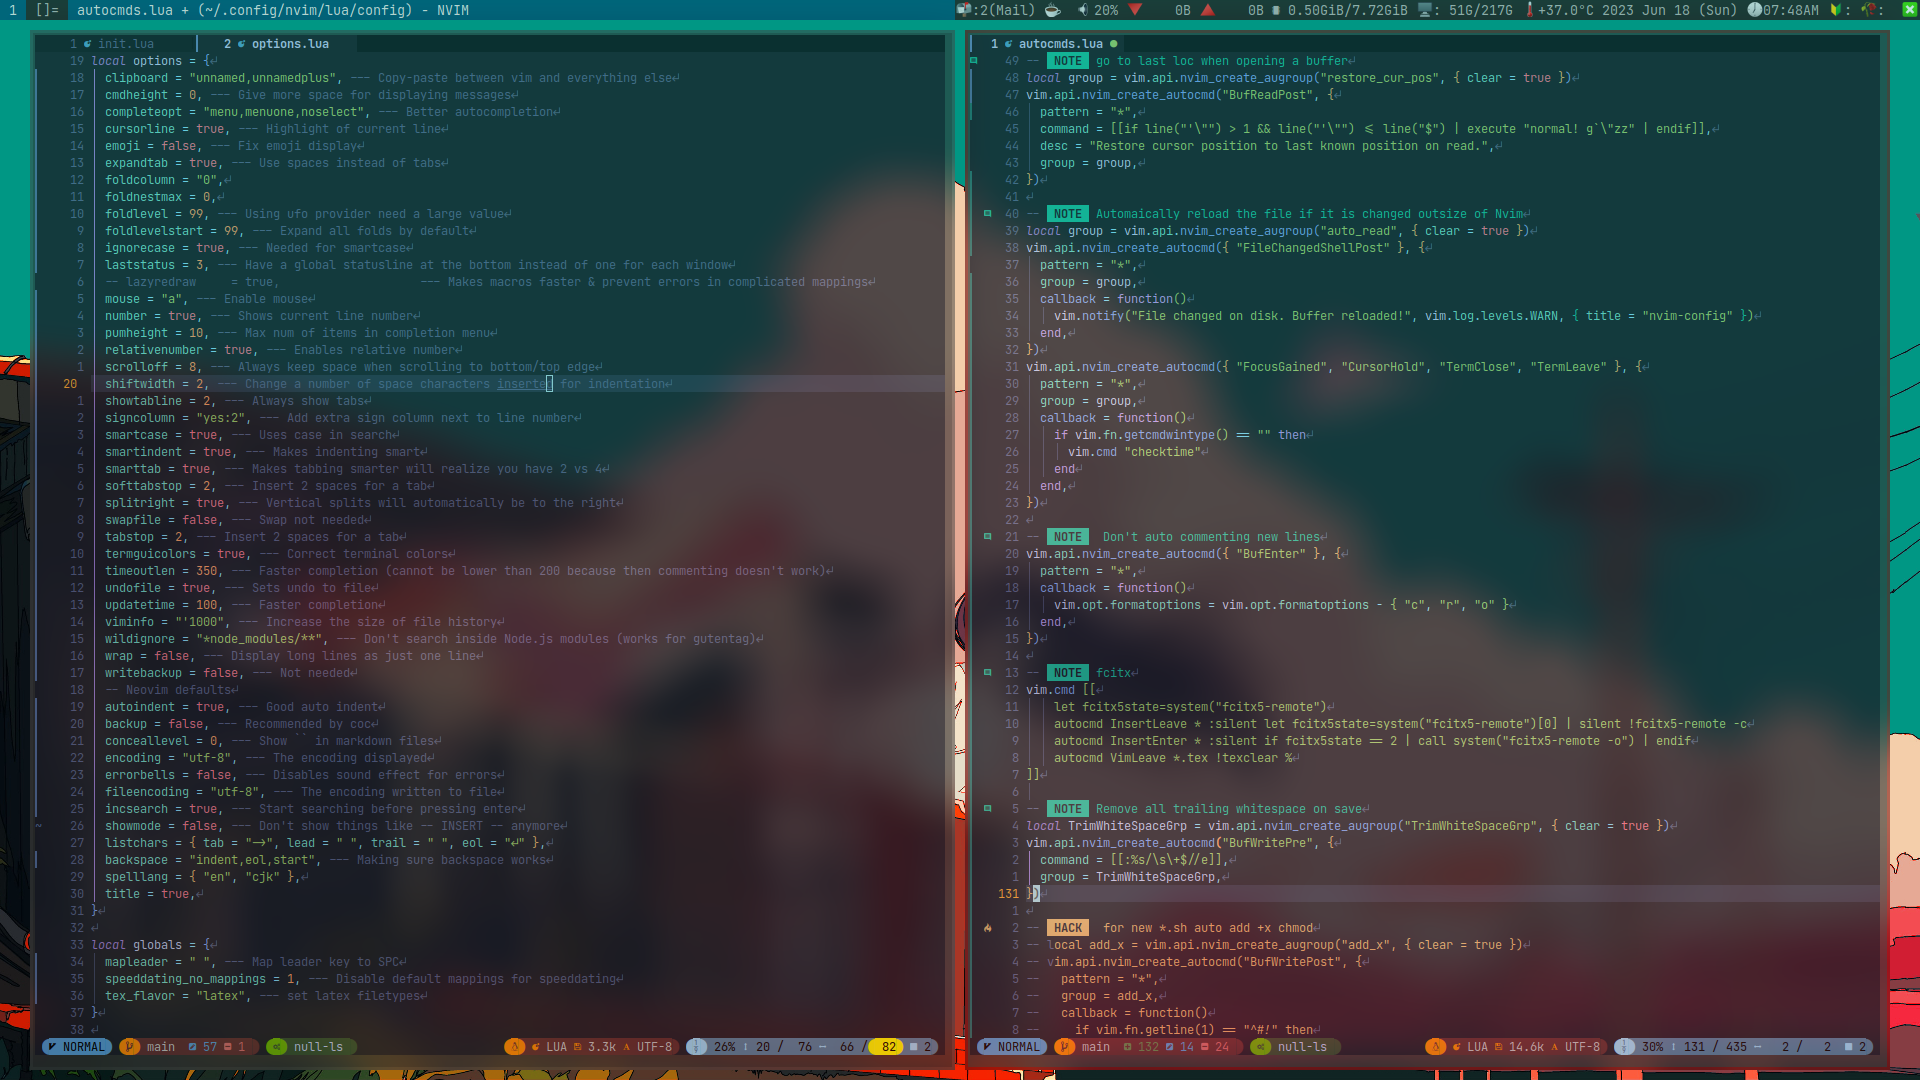 1 []= autocmds.lua + (~/.config/nvim/lua/config) - NVIM
:2(Mail) 20% 0B 0B 0.50GiB/7.72GiB : 51G/217G +37.0°C 2023 Jun 18 (Sun) 07:48AM : :
1 init.lua 2 options.lua
19 local options = {↵
18 clipboard = "unnamed,unnamedplus", --- Copy-paste between vim and everything else↵
17 cmdheight = 0, --- Give more space for displaying messages↵
16 completeopt = "menu,menuone,noselect", --- Better autocompletion↵
15 cursorline = true, --- Highlight of current line↵
14 emoji = false, --- Fix emoji display↵
13 expandtab = true, --- Use spaces instead of tabs↵
12 foldcolumn = "0",↵
11 foldnestmax = 0,↵
10 foldlevel = 99, --- Using ufo provider need a large value↵
9 foldlevelstart = 99, --- Expand all folds by default↵
8 ignorecase = true, --- Needed for smartcase↵
7 laststatus = 3, --- Have a global statusline at the bottom instead of one for each window↵
6 -- lazyredraw = true, --- Makes macros faster & prevent errors in complicated mappings↵
5 mouse = "a", --- Enable mouse↵
4 number = true, --- Shows current line number↵
3 pumheight = 10, --- Max num of items in completion menu↵
2 relativenumber = true, --- Enables relative number↵
1 scrolloff = 8, --- Always keep space when scrolling to bottom/top edge↵
20 shiftwidth = 2, --- Change a number of space characters inserted for indentation↵
1 showtabline = 2, --- Always show tabs↵
2 signcolumn = "yes:2", --- Add extra sign column next to line number↵
3 smartcase = true, --- Uses case in search↵
4 smartindent = true, --- Makes indenting smart↵
5 smarttab = true, --- Makes tabbing smarter will realize you have 2 vs 4↵
6 softtabstop = 2, --- Insert 2 spaces for a tab↵
7 splitright = true, --- Vertical splits will automatically be to the right↵
8 swapfile = false, --- Swap not needed↵
9 tabstop = 2, --- Insert 2 spaces for a tab↵
10 termguicolors = true, --- Correct terminal colors↵
11 timeoutlen = 350, --- Faster completion (cannot be lower than 200 because then commenting doesn't work)↵
12 undofile = true, --- Sets undo to file↵
13 updatetime = 100, --- Faster completion↵
14 viminfo = "'1000", --- Increase the size of file history↵
15 wildignore = "*node_modules/**", --- Don't search inside Node.js modules (works for gutentag)↵
16 wrap = false, --- Display long lines as just one line↵
17 writebackup = false, --- Not needed↵
18 -- Neovim defaults↵
19 autoindent = true, --- Good auto indent↵
20 backup = false, --- Recommended by coc↵
21 conceallevel = 0, --- Show `` in markdown files↵
22 encoding = "utf-8", --- The encoding displayed↵
23 errorbells = false, --- Disables sound effect for errors↵
24 fileencoding = "utf-8", --- The encoding written to file↵
25 incsearch = true, --- Start searching before pressing enter↵
~ 26 showmode = false, --- Don't show things like -- INSERT -- anymore↵
27 listchars = { tab = "->", lead = " ", trail = " ", eol = "↵" },↵
28 backspace = "indent,eol,start", --- Making sure backspace works↵
29 spelllang = { "en", "cjk" },↵
30 title = true,↵
31 }↵
32 ↵
33 local globals = {↵
34 mapleader = " ", --- Map leader key to SPC↵
35 speeddating_no_mappings = 1, --- Disable default mappings for speeddating↵
36 tex_flavor = "latex", --- set latex filetypes↵
37 }↵
38 ↵
NORMAL main 57 1 null-ls LUA 3.3k UTF-8 26% 20 / 76 66 / 82 2
1 autocmds.lua ●
49 -- NOTE go to last loc when opening a buffer↵
48 local group = vim.api.nvim_create_augroup("restore_cur_pos", { clear = true })↵
47 vim.api.nvim_create_autocmd("BufReadPost", {↵
46 pattern = "*",↵
45 command = [[if line("'\"") > 1 && line("'\"") <= line("$") | execute "normal! g`\"zz" | endif]],↵
44 desc = "Restore cursor position to last known position on read.",↵
43 group = group,↵
42 })↵
41 ↵
40 -- NOTE Automaically reload the file if it is changed outsize of Nvim↵
39 local group = vim.api.nvim_create_augroup("auto_read", { clear = true })↵
38 vim.api.nvim_create_autocmd({ "FileChangedShellPost" }, {↵
37 pattern = "*",↵
36 group = group,↵
35 callback = function()↵
34 vim.notify("File changed on disk. Buffer reloaded!", vim.log.levels.WARN, { title = "nvim-config" })↵
33 end,↵
32 })↵
31 vim.api.nvim_create_autocmd({ "FocusGained", "CursorHold", "TermClose", "TermLeave" }, {↵
30 pattern = "*",↵
29 group = group,↵
28 callback = function()↵
27 if vim.fn.getcmdwintype() == "" then↵
26 vim.cmd "checktime"↵
25 end↵
24 end,↵
23 })↵
22 ↵
21 -- NOTE Don't auto commenting new lines↵
20 vim.api.nvim_create_autocmd({ "BufEnter" }, {↵
19 pattern = "*",↵
18 callback = function()↵
17 vim.opt.formatoptions = vim.opt.formatoptions - { "c", "r", "o" }↵
16 end,↵
15 })↵
14 ↵
13 -- NOTE fcitx↵
12 vim.cmd [[↵
11 let fcitx5state=system("fcitx5-remote")↵
10 autocmd InsertLeave * :silent let fcitx5state=system("fcitx5-remote")[0] | silent !fcitx5-remote -c↵
9 autocmd InsertEnter * :silent if fcitx5state == 2 | call system("fcitx5-remote -o") | endif↵
8 autocmd VimLeave *.tex !texclear %↵
7 ]]↵
6
5 -- NOTE Remove all trailing whitespace on save↵
4 local TrimWhiteSpaceGrp = vim.api.nvim_create_augroup("TrimWhiteSpaceGrp", { clear = true })↵
3 vim.api.nvim_create_autocmd("BufWritePre", {↵
2 command = [[:%s/\s\+$//e]],↵
1 group = TrimWhiteSpaceGrp,↵
131 })↵
1 ↵
2 -- HACK for new *.sh auto add +x chmod↵
3 -- local add_x = vim.api.nvim_create_augroup("add_x", { clear = true })↵
4 -- vim.api.nvim_create_autocmd("BufWritePost", {↵
5 -- pattern = "*",↵
6 -- group = add_x,↵
7 -- callback = function()↵
8 -- if vim.fn.getline(1) == "^#!" then↵
NORMAL main 132 14 24 null-ls LUA 14.6k UTF-8 30% 131 / 435 2 / 2 2